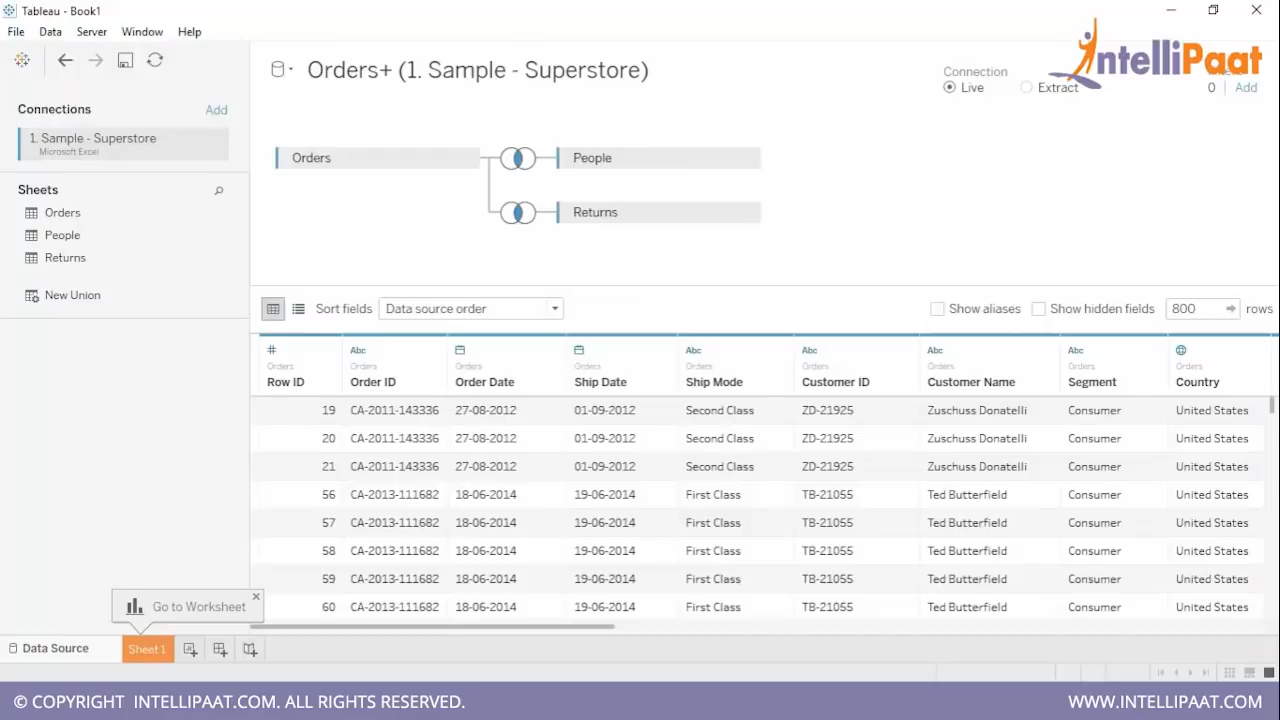 Tableau - Book1
File Data Server Window Help
IntelliPaat
Orders+ (1. Sample - Superstore)
Connection
Live Extract
0 Add
Connections Add
1. Sample - Superstore
Microsoft Excel
Sheets
Orders
People
Returns
New Union
Orders People
Returns
Sort fields Data source order Show aliases Show hidden fields 800 rows
# Abc Abc Abc Abc Abc
Orders Orders Orders Orders Orders Orders Orders Orders Orders
Row ID Order ID Order Date Ship Date Ship Mode Customer ID Customer Name Segment Country
19 CA-2011-143336 27-08-2012 01-09-2012 Second Class ZD-21925 Zuschuss Donatelli Consumer United States
20 CA-2011-143336 27-08-2012 01-09-2012 Second Class ZD-21925 Zuschuss Donatelli Consumer United States
21 CA-2011-143336 27-08-2012 01-09-2012 Second Class ZD-21925 Zuschuss Donatelli Consumer United States
56 CA-2013-111682 18-06-2014 19-06-2014 First Class TB-21055 Ted Butterfield Consumer United States
57 CA-2013-111682 18-06-2014 19-06-2014 First Class TB-21055 Ted Butterfield Consumer United States
58 CA-2013-111682 18-06-2014 19-06-2014 First Class TB-21055 Ted Butterfield Consumer United States
59 CA-2013-111682 18-06-2014 19-06-2014 First Class TB-21055 Ted Butterfield Consumer United States
60 CA-2013-111682 18-06-2014 19-06-2014 First Class TB-21055 Ted Butterfield Consumer United States
Go to Worksheet
Data Source Sheet 1
© COPYRIGHT INTELLIPAAT.COM. ALL RIGHTS RESERVED. WWW.INTELLIPAAT.COM